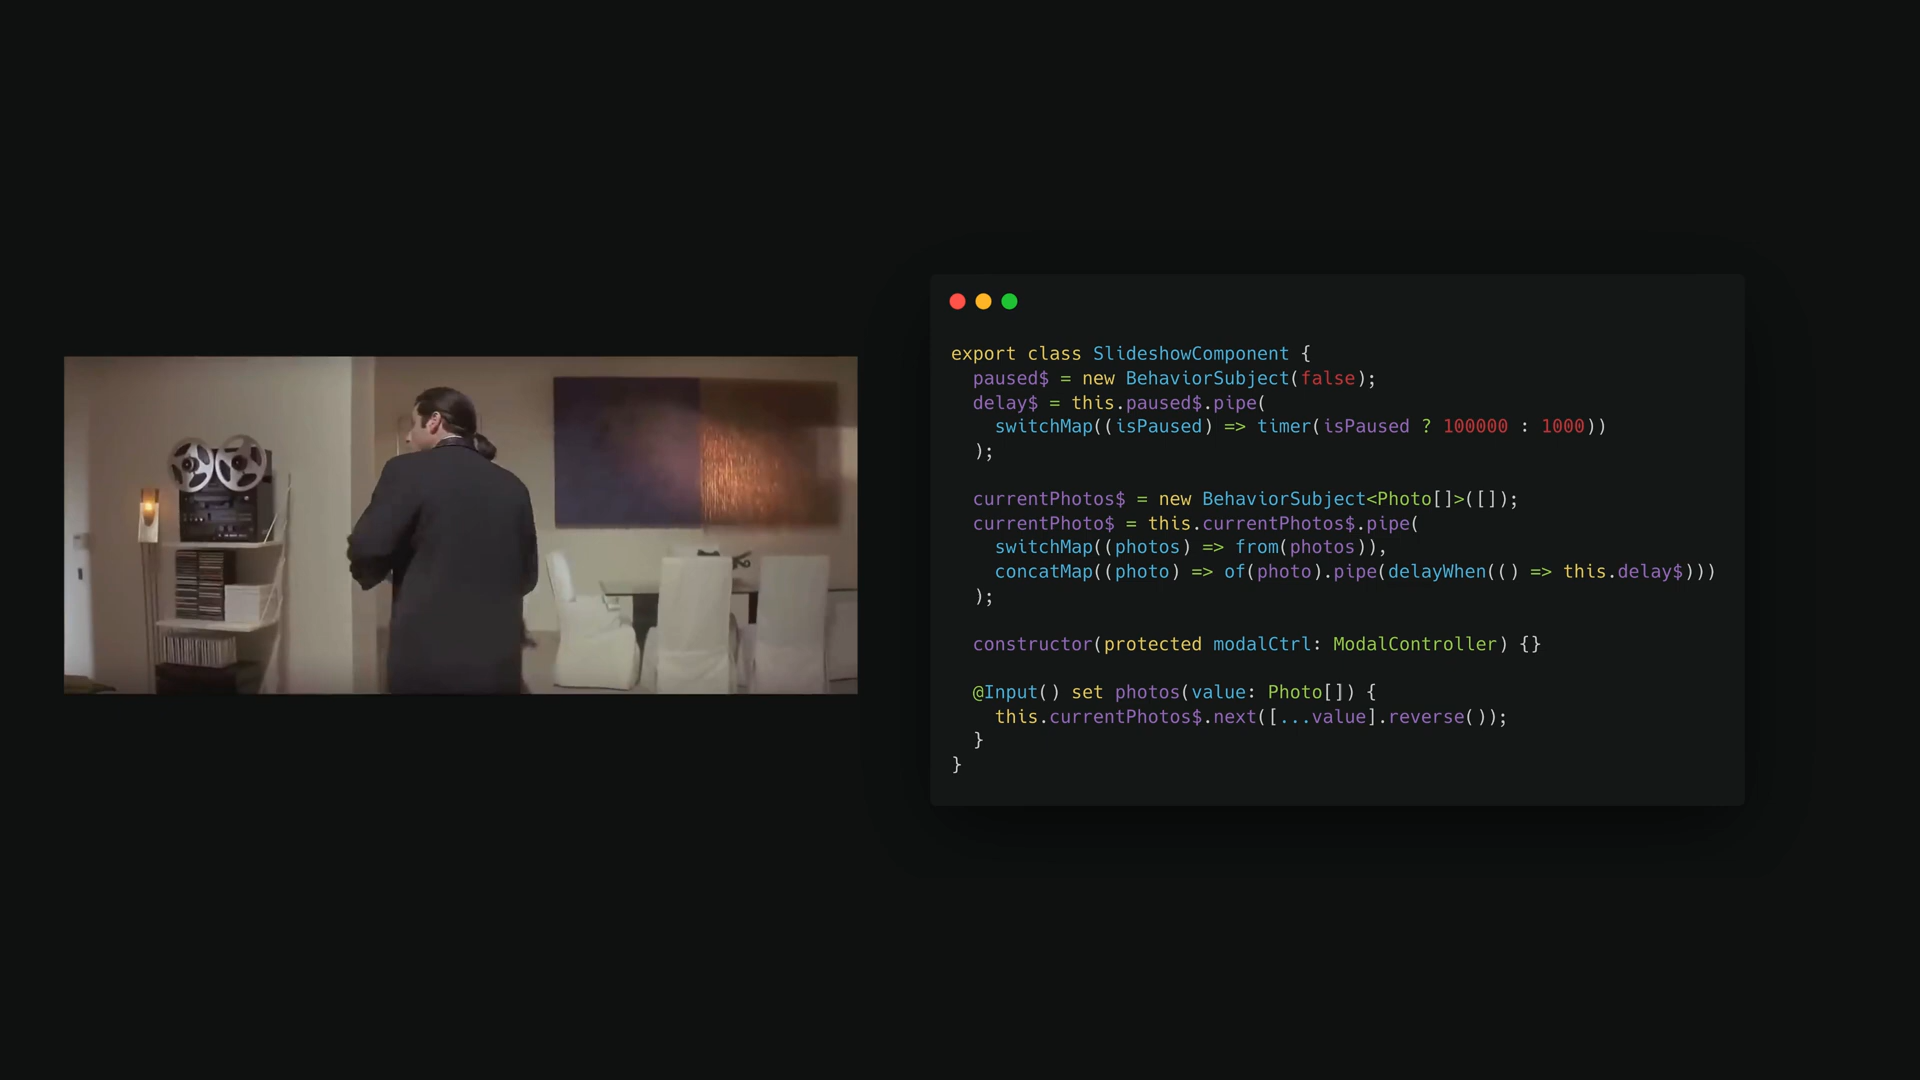 export class SlideshowComponent {
  paused$ = new BehaviorSubject(false);
  delay$ = this.paused$.pipe(
    switchMap((isPaused) => timer(isPaused ? 100000 : 1000))
  );
  currentPhotos$ = new BehaviorSubject<Photo[]>([]);
  currentPhoto$ = this.currentPhotos$.pipe(
    switchMap((photos) => from(photos)),
    concatMap((photo) => of(photo).pipe(delayWhen(() => this.delay$)))
  );
  constructor(protected modalCtrl: ModalController) {}
  @Input() set photos(value: Photo[]) {
    this.currentPhotos$.next([...value].reverse());
  }
}